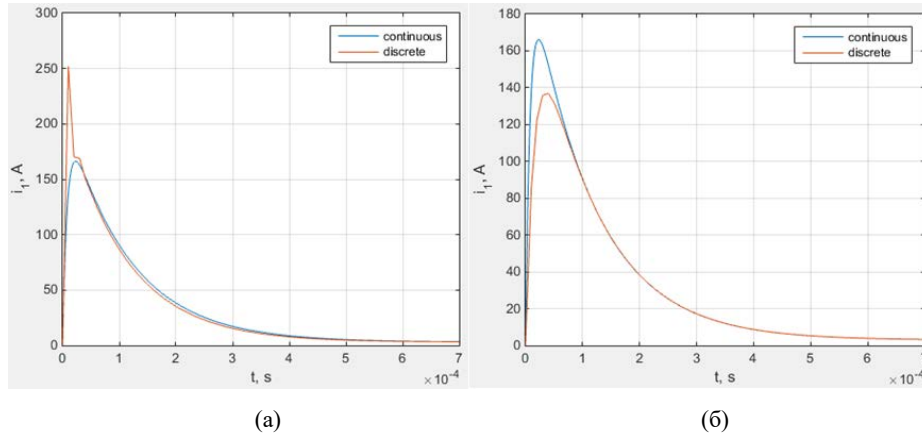 300
250
200
150
100
50
0
i₁, A
continuous
discrete
0 1 2 3 4 5 6 7
t, s
×10⁻⁴
(а)
180
160
140
120
100
80
60
40
20
0
i₁, A
continuous
discrete
0 1 2 3 4 5 6 7
t, s
×10⁻⁴
(б)